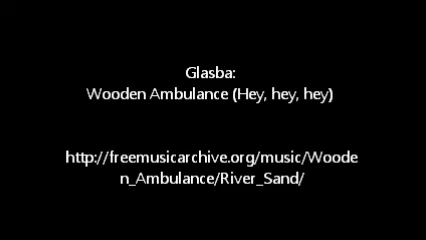 Glasba:
Wooden Ambulance (Hey, hey, hey)
http://freemusicarchive.org/music/Woode
n_Ambulance/River_Sand/